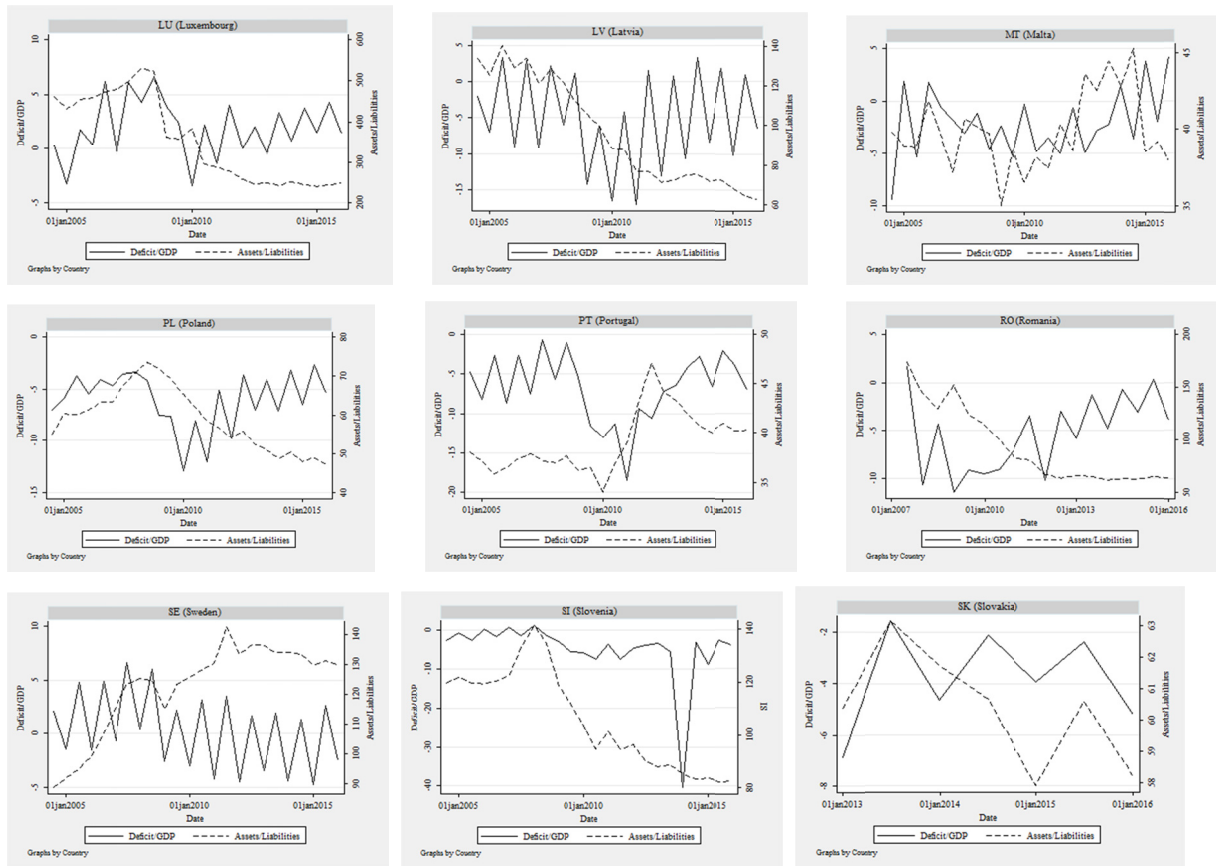 LU (Luxembourg)
10
5
0
-5
Deficit/GDP
600
500
400
300
200
Assets/Liabilities
01jan2005
01jan2010
01jan2015
Date
Deficit/GDP
Assets/Liabilities
Graphs by Country
LV (Latvia)
5
0
-5
-10
-15
Deficit/GDP
140
120
100
80
60
Assets/Liabilities
01jan2005
01jan2010
01jan2015
Date
Deficit/GDP
Assets/Liabilities
Graphs by Country
MT (Malta)
5
0
-5
-10
Deficit/GDP
45
40
35
Assets/Liabilities
01jan2005
01jan2010
01jan2015
Date
Deficit/GDP
Assets/Liabilities
Graphs by Country
PL (Poland)
0
-5
-10
-15
Deficit/GDP
80
70
60
50
40
Assets/Liabilities
01jan2005
01jan2010
01jan2015
Date
Deficit/GDP
Assets/Liabilities
Graphs by Country
PT (Portugal)
0
-5
-10
-15
-20
Deficit/GDP
50
45
40
35
Assets/Liabilities
01jan2005
01jan2010
01jan2015
Date
Deficit/GDP
Assets/Liabilities
Graphs by Country
RO(Romania)
5
0
-5
-10
Deficit/GDP
200
150
100
50
Assets/Liabilities
01jan2007
01jan2010
01jan2013
01jan2016
Date
Deficit/GDP
Assets/Liabilities
Graphs by Country
SE (Sweden)
10
5
0
-5
Deficit/GDP
140
130
120
110
100
90
Assets/Liabilities
01jan2005
01jan2010
01jan2015
Date
Deficit/GDP
Assets/Liabilities
Graphs by Country
SI (Slovenia)
0
-10
-20
-30
-40
Deficit/GDP
140
120
100
80
SI
01jan2005
01jan2010
01jan2015
Date
Deficit/GDP
Assets/Liabilities
Graphs by Country
SK (Slovakia)
-2
-4
-6
-8
Deficit/GDP
63
62
61
60
59
58
Assets/Liabilities
01jan2013
01jan2014
01jan2015
01jan2016
Date
Deficit/GDP
Assets/Liabilities
Graphs by Country